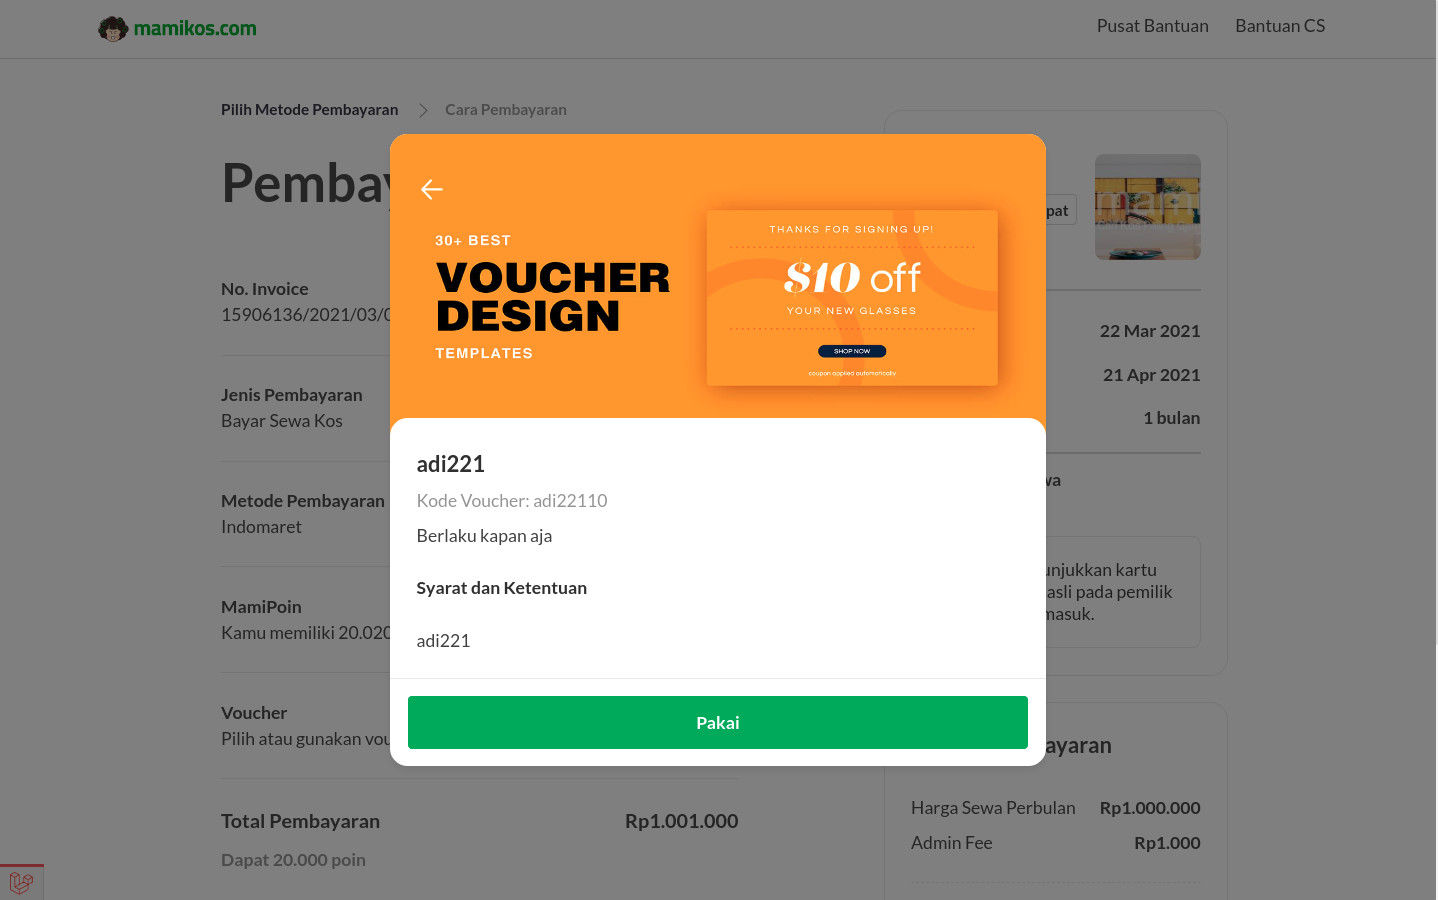 mamikos.com
Pusat Bantuan
Bantuan CS
Pilih Metode Pembayaran
Cara Pembayaran
30+ BEST
VOUCHER
DESIGN
TEMPLATES
THANKS FOR SIGNING UP!
$10 off
YOUR NEW GLASSES
SHOP NOW
coupon applied automatically
adi221
Kode Voucher: adi22110
Berlaku kapan aja
Syarat dan Ketentuan
adi221
Pakai
No. Invoice
15906136/2021/03/
Jenis Pembayaran
Bayar Sewa Kos
Metode Pembayaran
Indomaret
MamiPoin
Kamu memiliki 20.020
Voucher
Pilih atau gunakan vou
Total Pembayaran
Rp1.001.000
Dapat 20.000 poin
pat
22 Mar 2021
21 Apr 2021
1 bulan
wa
unjukkan kartu
asli pada pemilik
masuk.
ayaran
Harga Sewa Perbulan
Rp1.000.000
Admin Fee
Rp1.000